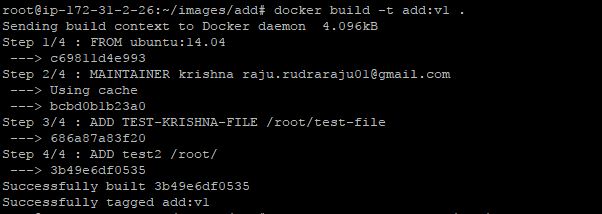 root@ip-172-31-2-26:~/images/add# docker build -t add:v1 .
Sending build context to Docker daemon  4.096kB
Step 1/4 : FROM ubuntu:14.04
 ---> c69811d4e993
Step 2/4 : MAINTAINER krishna raju.rudraraju01@gmail.com
 ---> Using cache
 ---> bcbd0b1b23a0
Step 3/4 : ADD TEST-KRISHNA-FILE /root/test-file
 ---> 686a87a83f20
Step 4/4 : ADD test2 /root/
 ---> 3b49e6df0535
Successfully built 3b49e6df0535
Successfully tagged add:v1